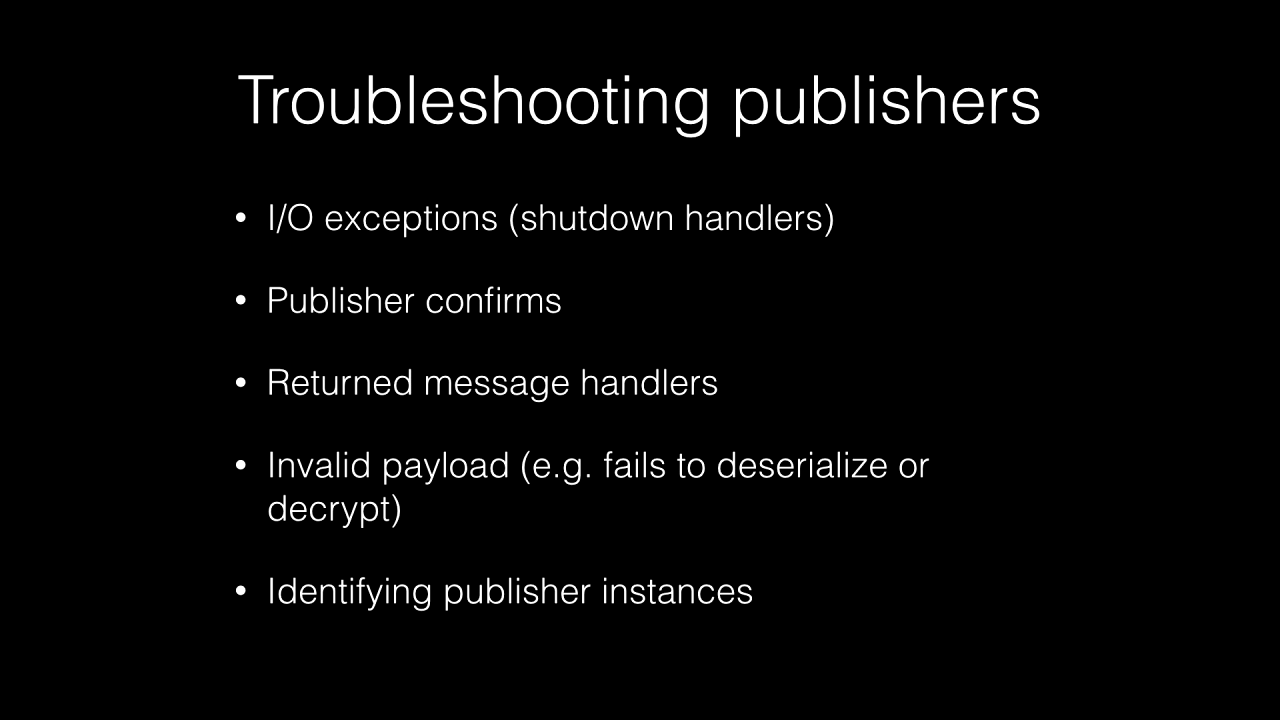 Troubleshooting publishers
• I/O exceptions (shutdown handlers)
• Publisher confirms
• Returned message handlers
• Invalid payload (e.g. fails to deserialize or
decrypt)
• Identifying publisher instances